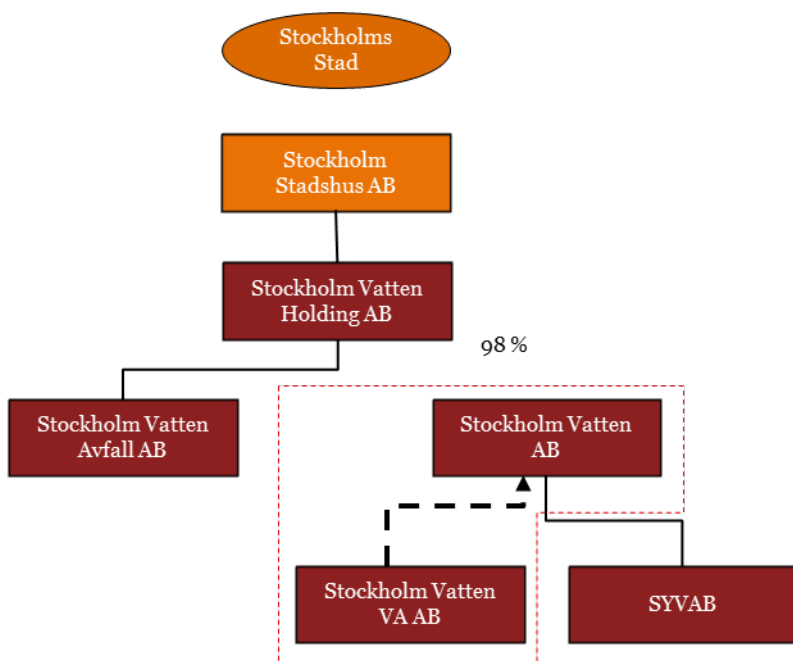 Stockholms
Stad
Stockholm
Stadshus AB
Stockholm Vatten
Holding AB
98 %
Stockholm Vatten
Avfall AB
Stockholm Vatten
AB
Stockholm Vatten
VA AB
SYVAB